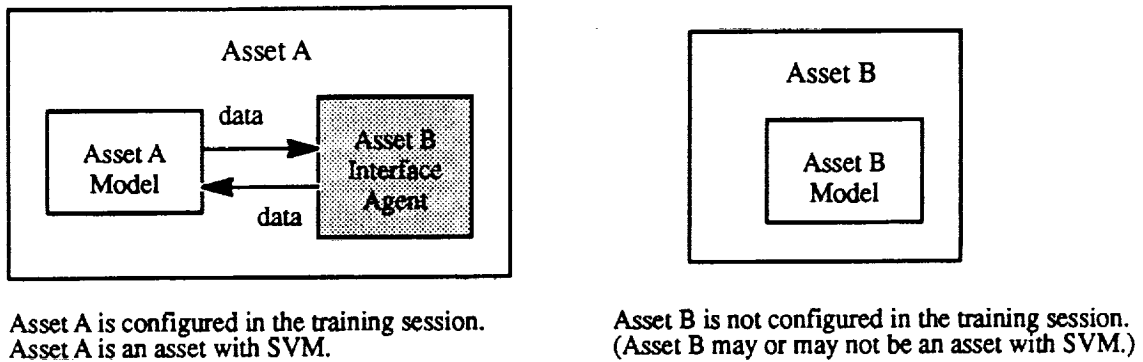 Asset A
data
Asset A
Model
Asset B
Interface
Agent
data
Asset A is configured in the training session.
Asset A is an asset with SVM.
Asset B
Asset B
Model
Asset B is not configured in the training session.
(Asset B may or may not be an asset with SVM.)